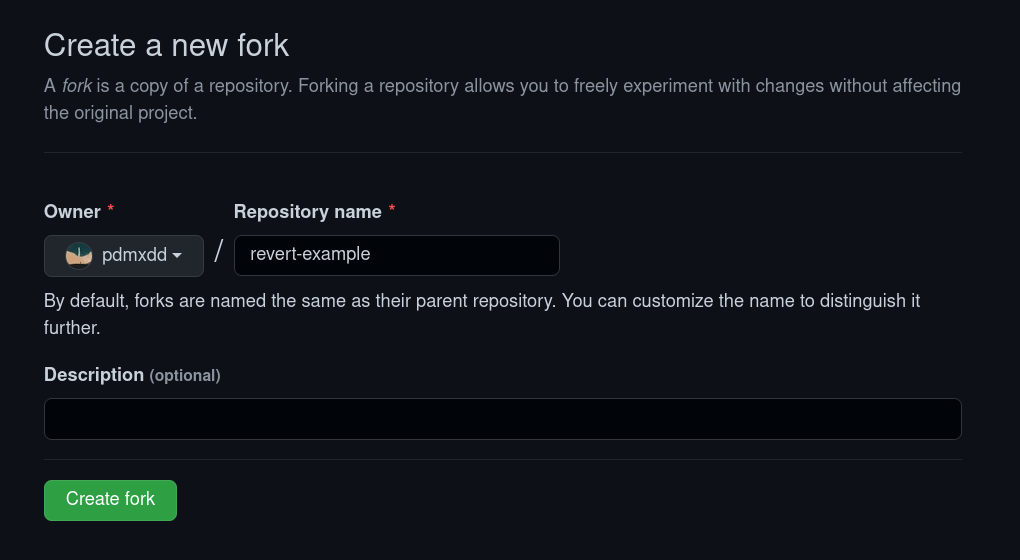 Create a new fork
A fork is a copy of a repository. Forking a repository allows you to freely experiment with changes without affecting
the original project.
Owner * Repository name *
pdmxdd / revert-example
By default, forks are named the same as their parent repository. You can customize the name to distinguish it
further.
Description (optional)
Create fork